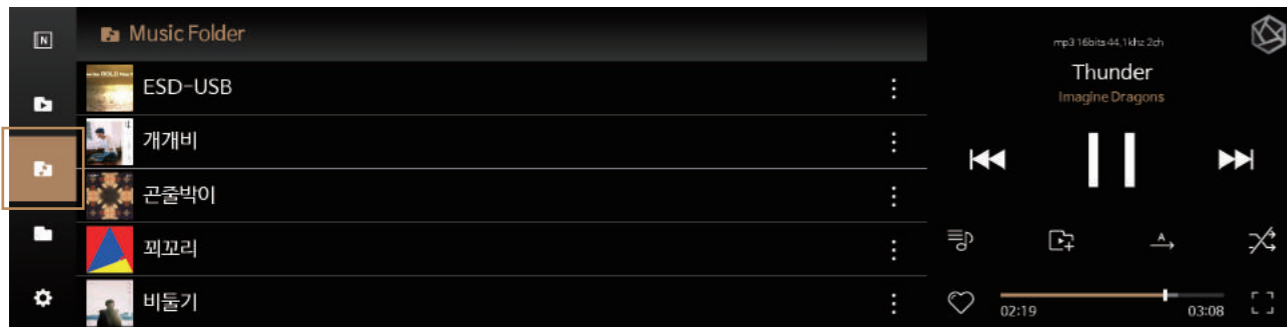 N
Music Folder
ESD-USB
개개비
곤줄박이
꾀꼬리
비둘기
mp3 16bits 44,1khz 2ch
Thunder
Imagine Dragons
A
02:19
03:08